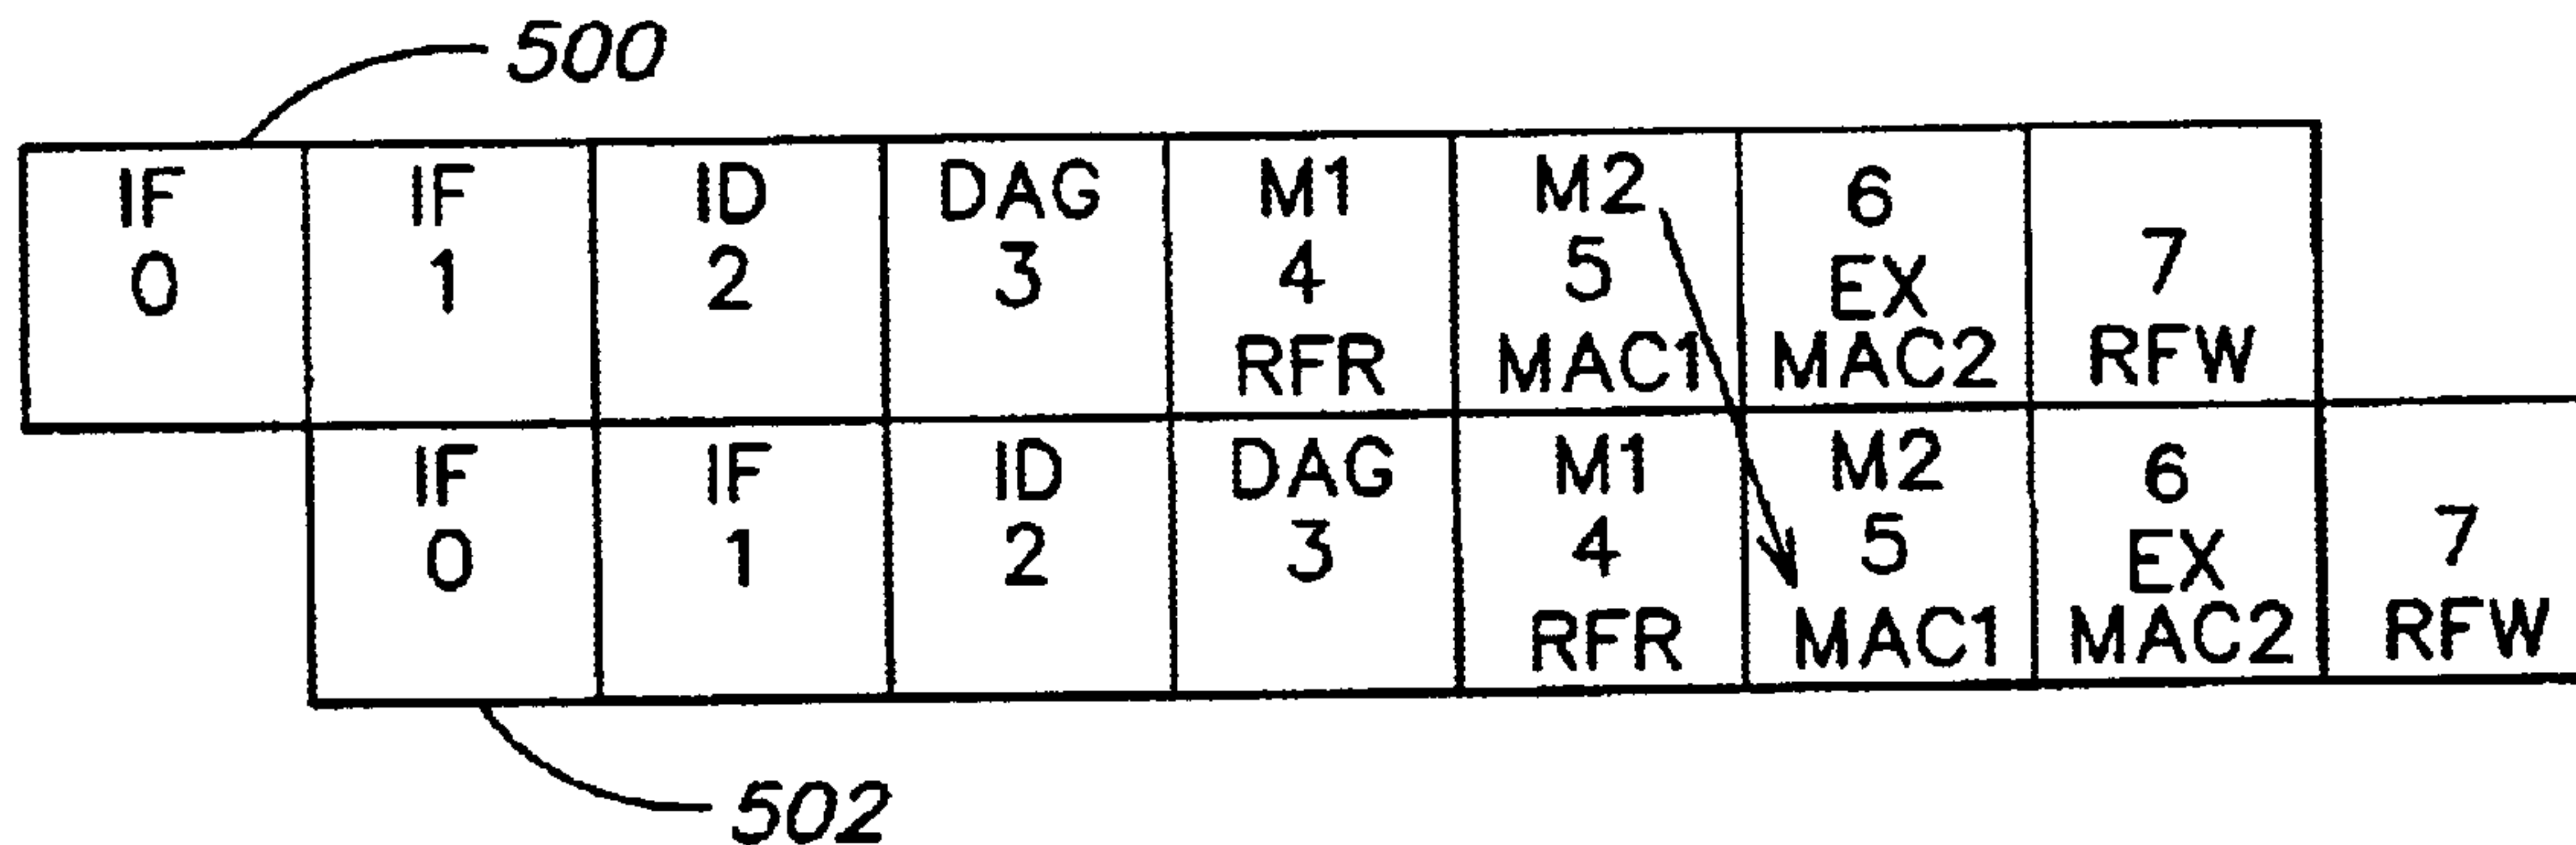 500
IF IF ID DAG M1 M2 6
0 1 2 3 4 5 EX 7
RFR MAC1 MAC2 RFW
IF IF ID DAG M1 M2 6
0 1 2 3 4 5 EX 7
RFR MAC1 MAC2 RFW
502